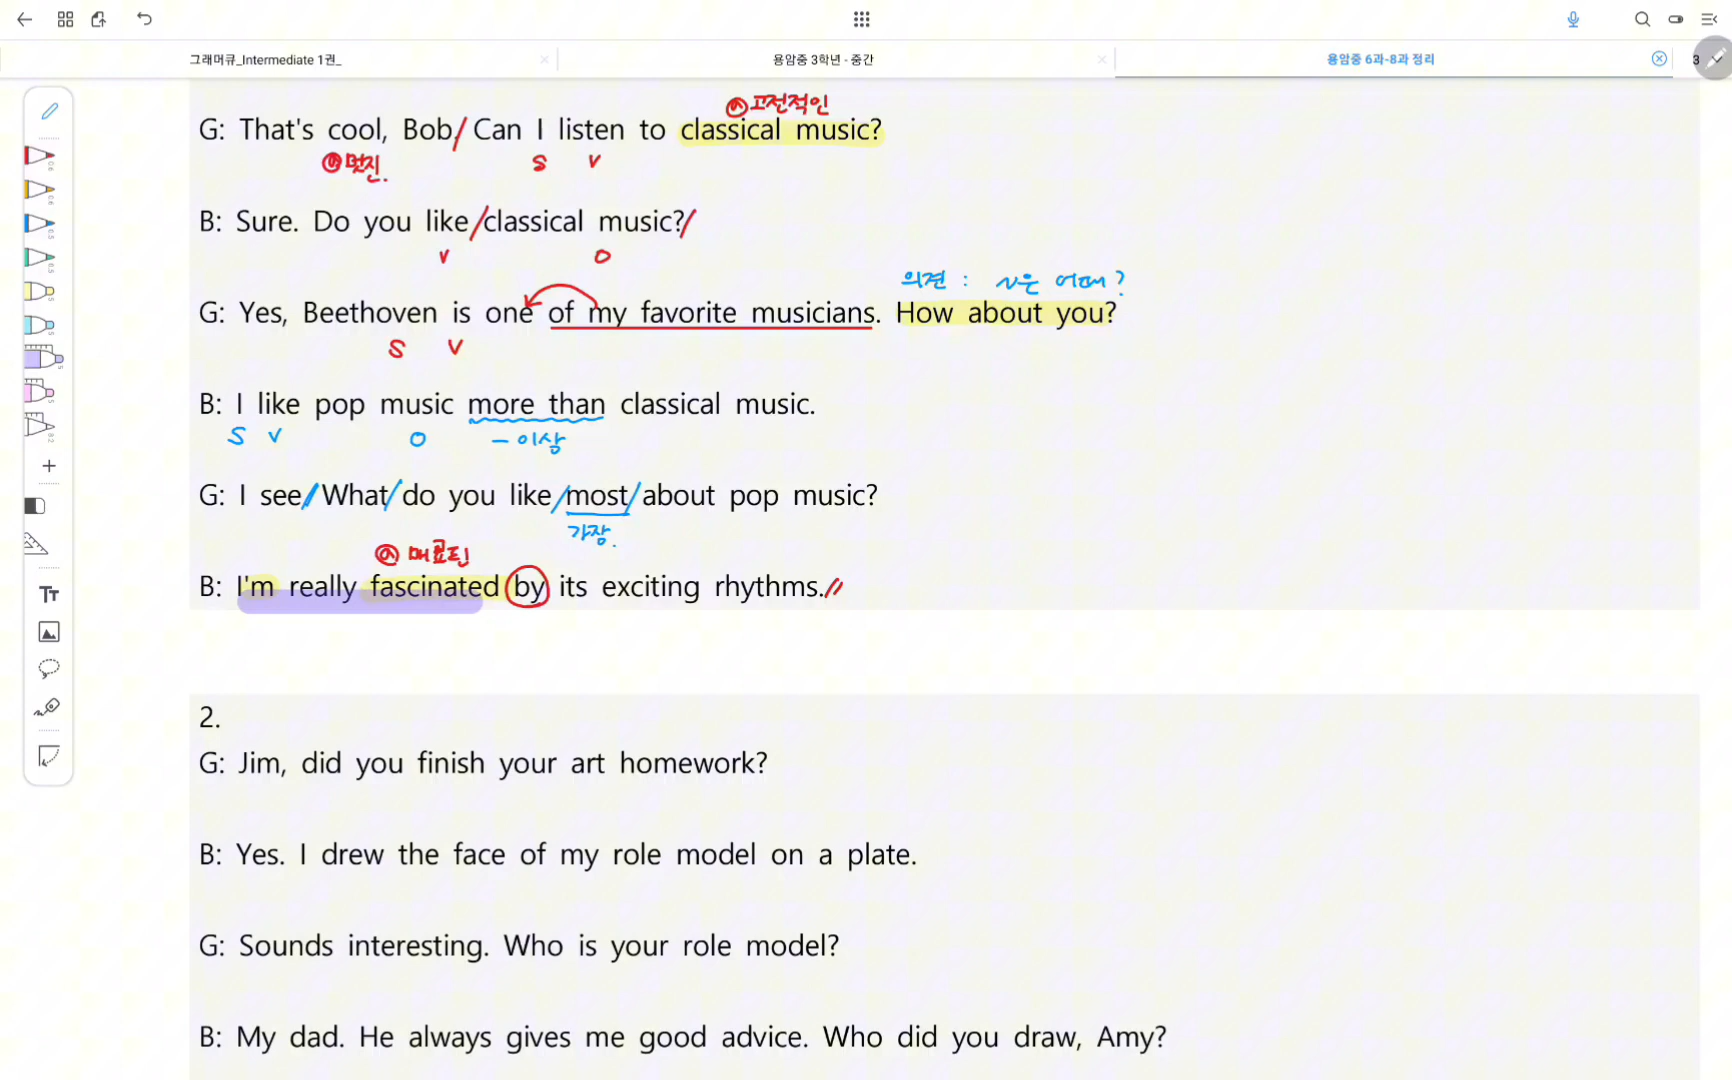 그래머큐_Intermediate 1권_
용암중 3학년 - 중간
용암중 6과-8과 정리
3
ⓐ고전적인
G: That's cool, Bob/ Can I listen to classical music?
ⓐ멋진.
S V
B: Sure. Do you like/classical music?/
V O
의견 : 너은 어때?
G: Yes, Beethoven is one of my favorite musicians. How about you?
S V
B: I like pop music more than classical music.
S V O -이상
G: I see/What/do you like/most/about pop music?
가장.
ⓐ매료된
B: I'm really fascinated by its exciting rhythms.//
2.
G: Jim, did you finish your art homework?
B: Yes. I drew the face of my role model on a plate.
G: Sounds interesting. Who is your role model?
B: My dad. He always gives me good advice. Who did you draw, Amy?
Tт